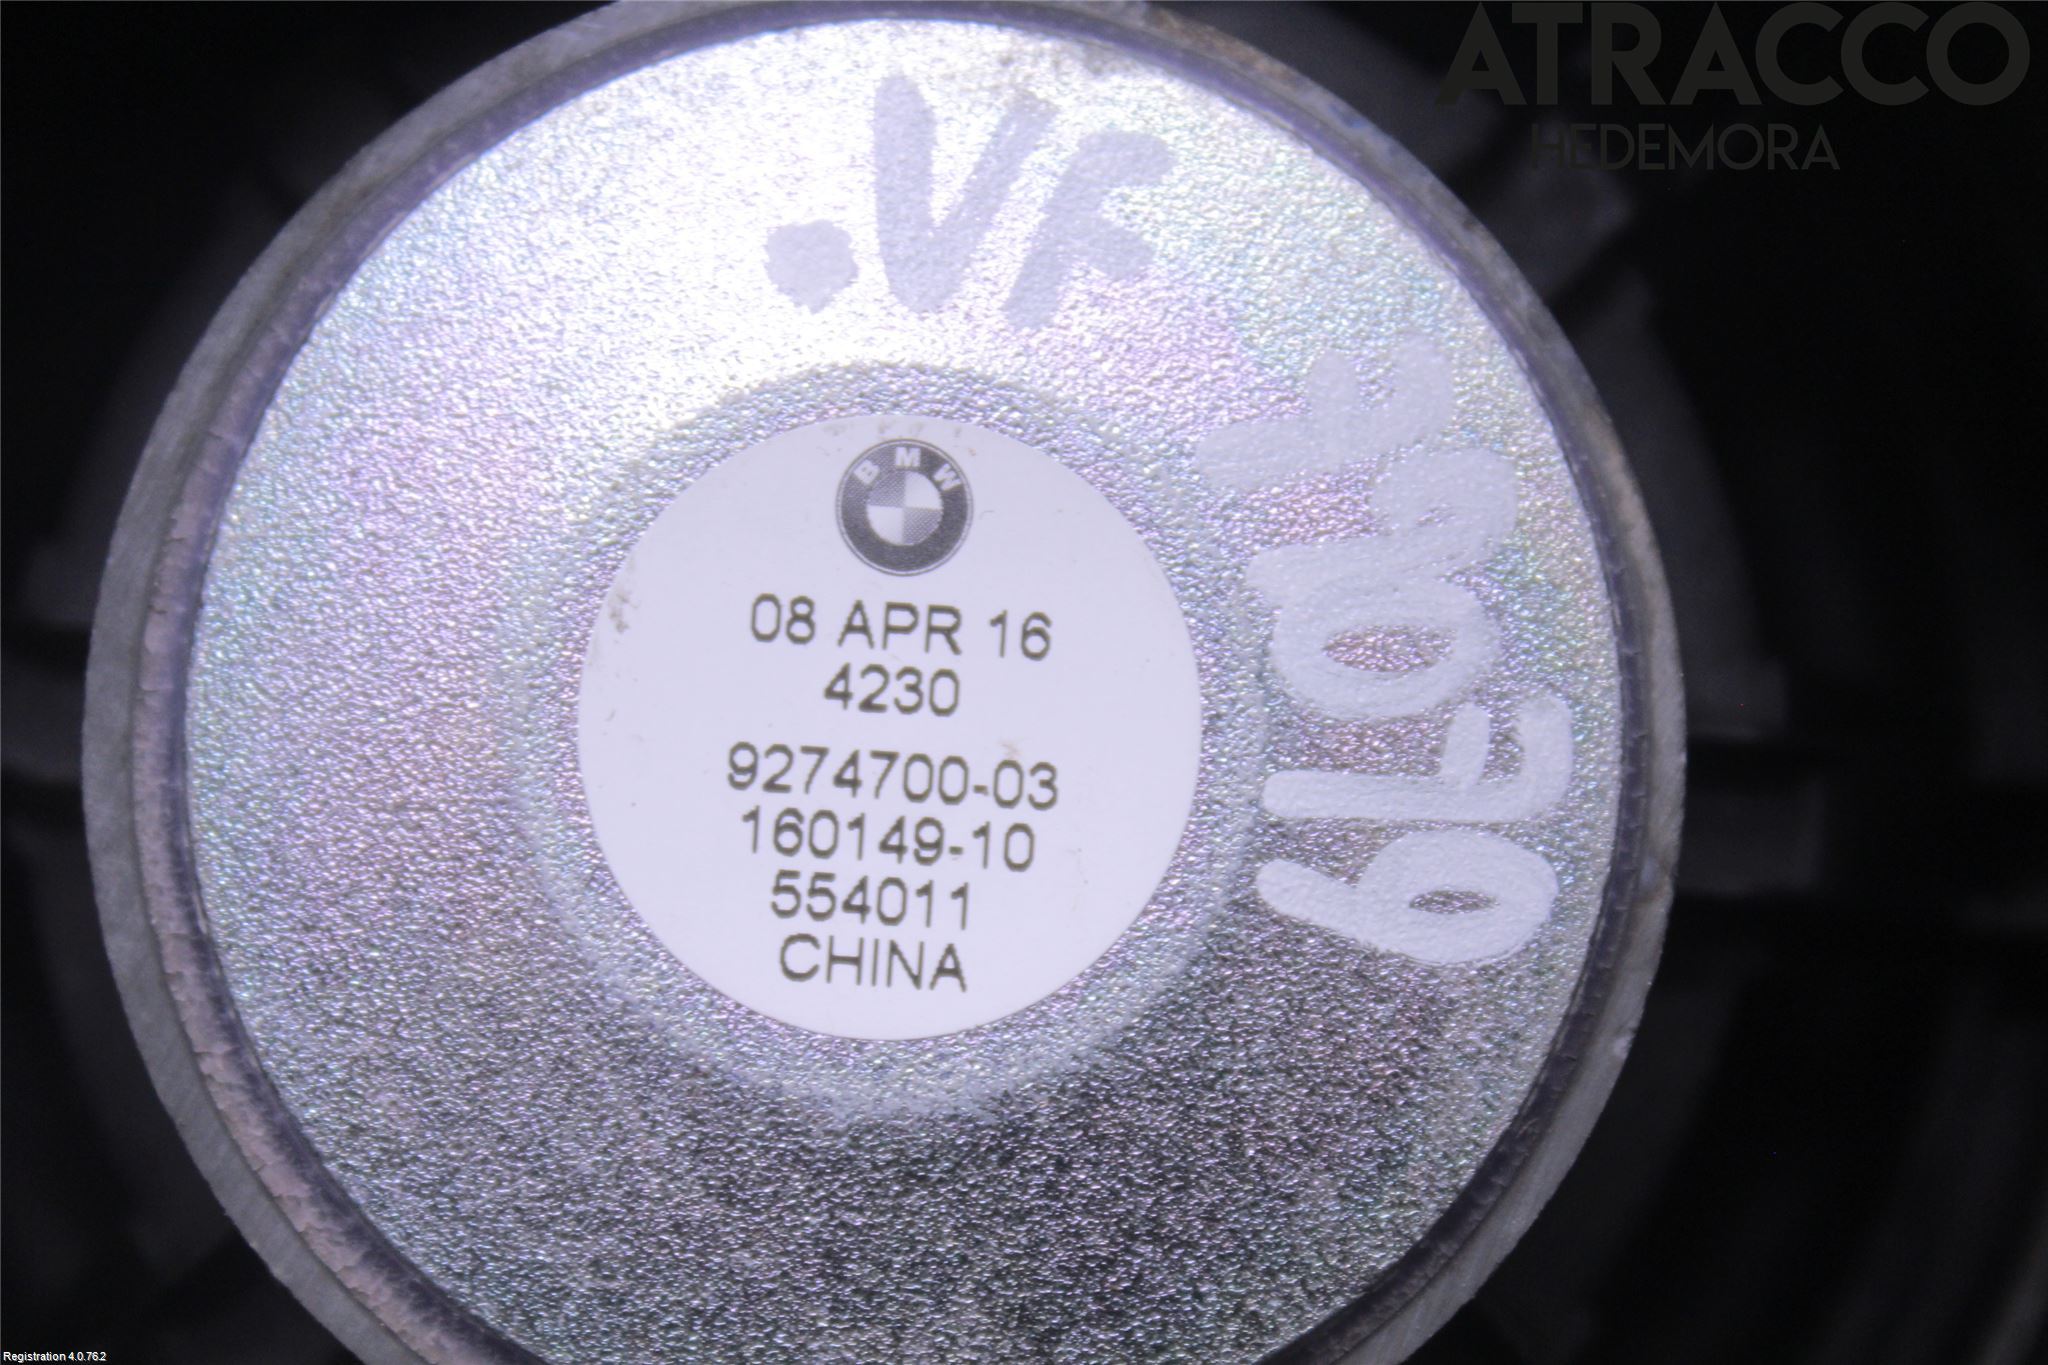 ATRACCO
HEDEMORA
.VF
BMW
08 APR 16
4230
9274700-03
160149-10
554011
CHINA
Registration 4.0.76.2